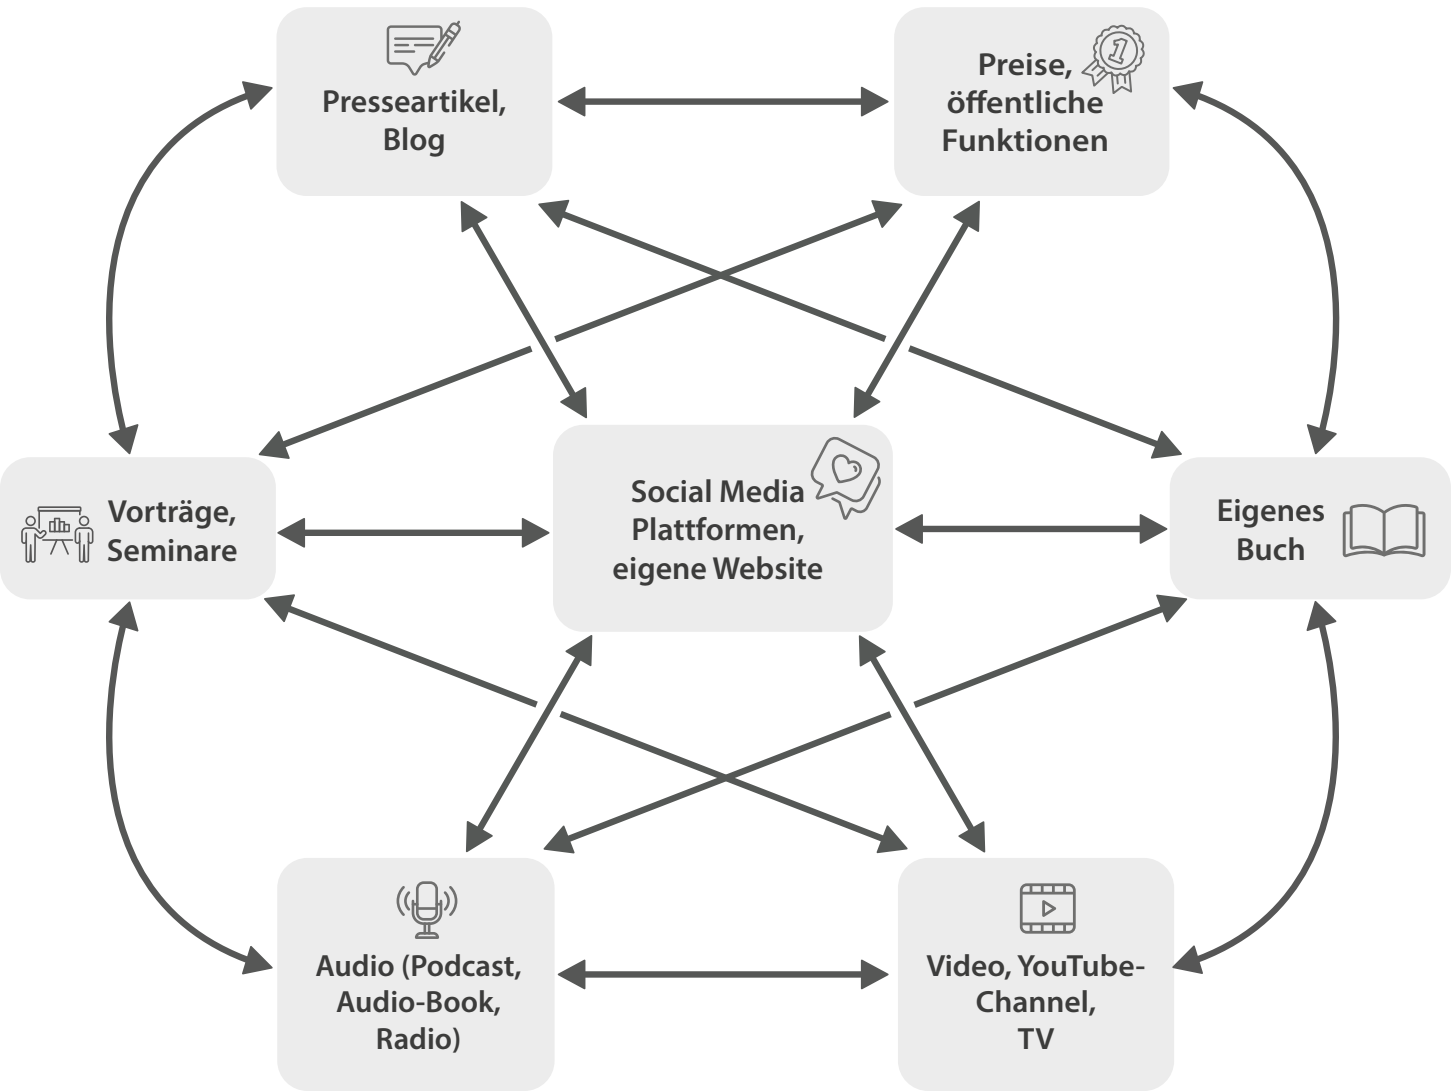 Presseartikel,
Blog
Preise,
öffentliche
Funktionen
1
Vorträge,
Seminare
Social Media
Plattformen,
eigene Website
Eigenes
Buch
Audio (Podcast,
Audio-Book,
Radio)
Video, YouTube-
Channel,
TV